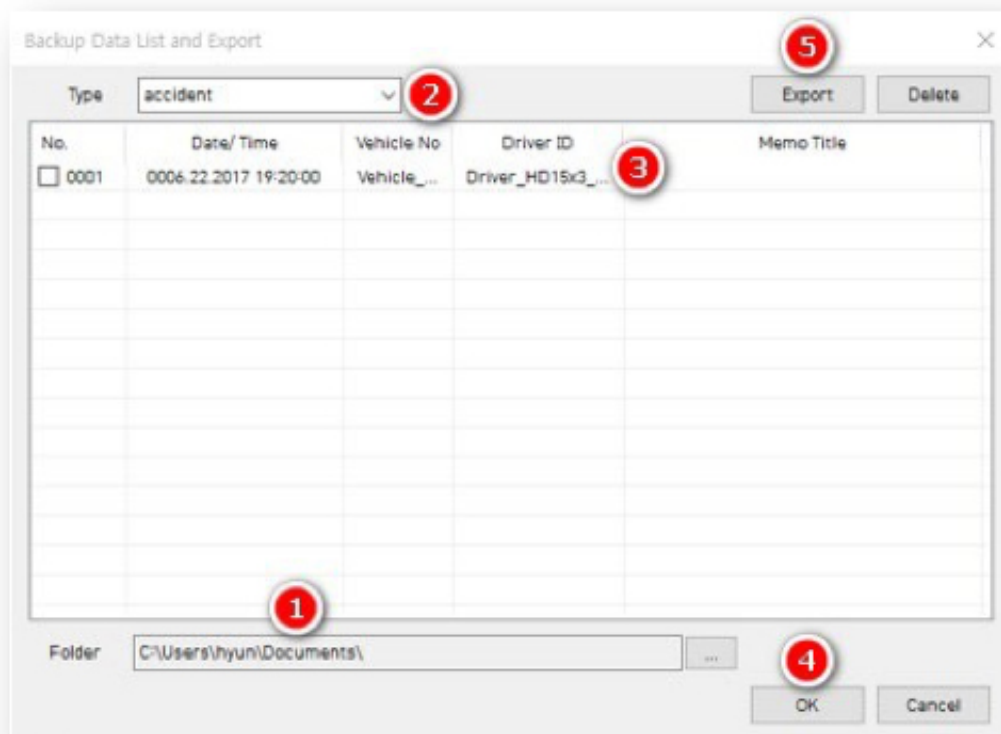 Backup Data List and Export
5
Type accident 2 Export Delete
No. Date/ Time Vehicle No Driver ID Memo Title
0001 0006.22.2017 19:20:00 Vehicle_... Driver_HD15x3_... 3
1
Folder C:\Users\hyun\Documents\ ...
4
OK Cancel